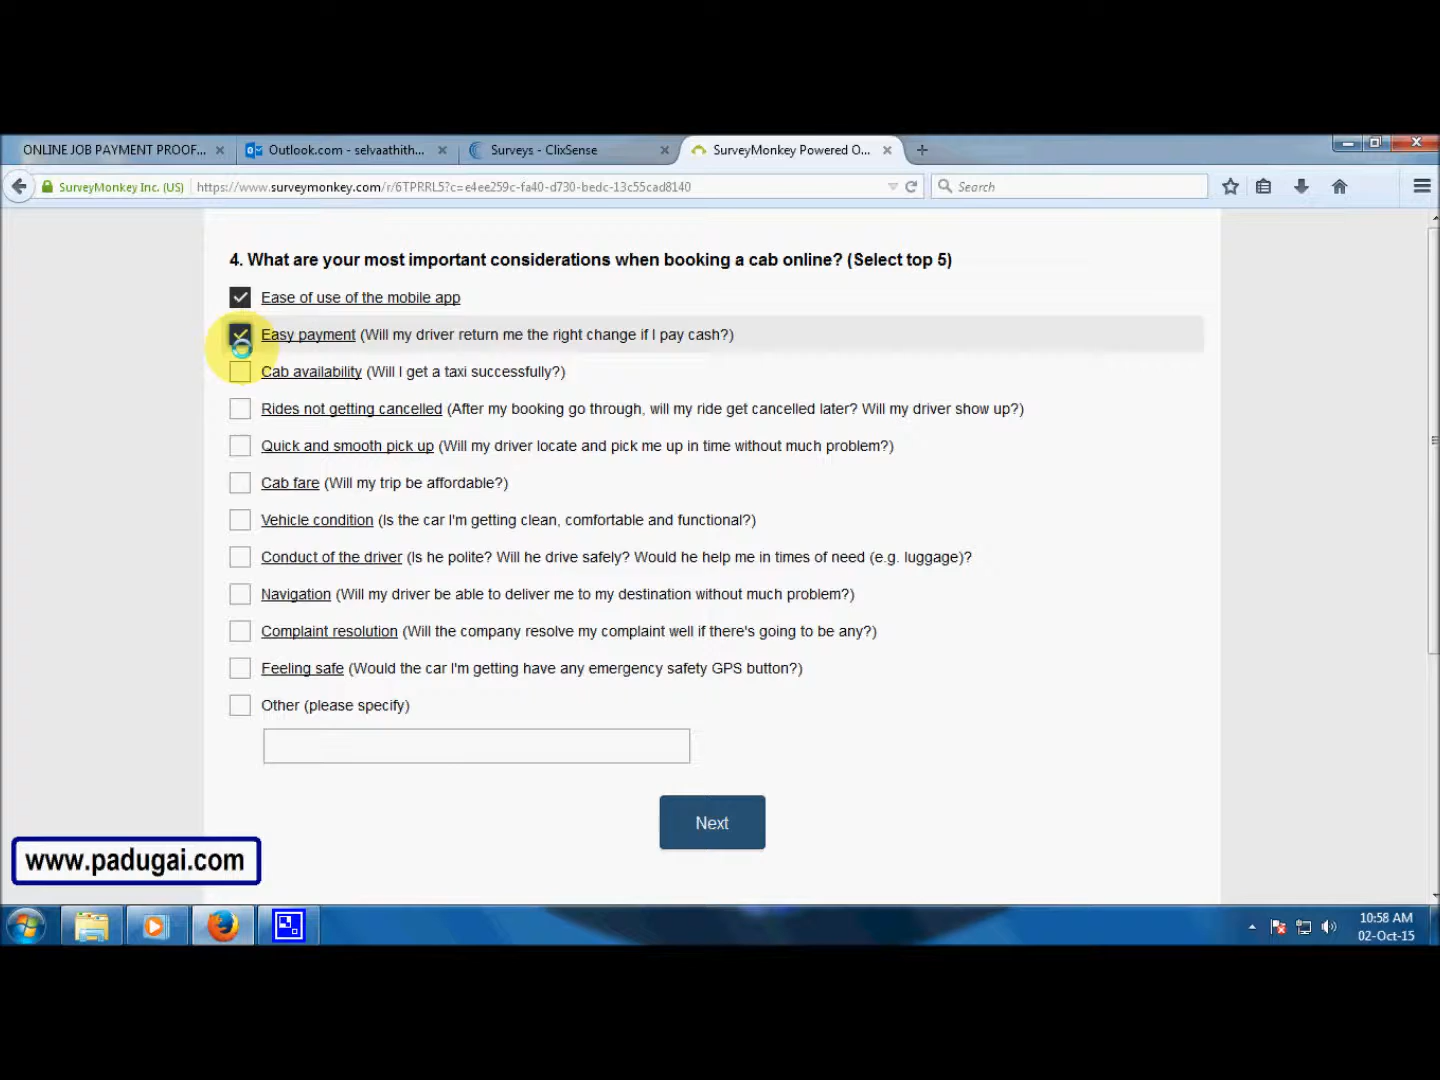 ONLINE JOB PAYMENT PROOF...
Outlook.com - selvaathith...
Surveys - ClixSense
SurveyMonkey Powered O...
SurveyMonkey Inc. (US)
https://www.surveymonkey.com/r/6TPRRL5?c=e4ee259c-fa40-d730-bedc-13c55cad8140
Search
4. What are your most important considerations when booking a cab online? (Select top 5)
Ease of use of the mobile app
Easy payment (Will my driver return me the right change if I pay cash?)
Cab availability (Will I get a taxi successfully?)
Rides not getting cancelled (After my booking go through, will my ride get cancelled later? Will my driver show up?)
Quick and smooth pick up (Will my driver locate and pick me up in time without much problem?)
Cab fare (Will my trip be affordable?)
Vehicle condition (Is the car I'm getting clean, comfortable and functional?)
Conduct of the driver (Is he polite? Will he drive safely? Would he help me in times of need (e.g. luggage)?
Navigation (Will my driver be able to deliver me to my destination without much problem?)
Complaint resolution (Will the company resolve my complaint well if there's going to be any?)
Feeling safe (Would the car I'm getting have any emergency safety GPS button?)
Other (please specify)
Next
www.padugai.com
10:58 AM
02-Oct-15